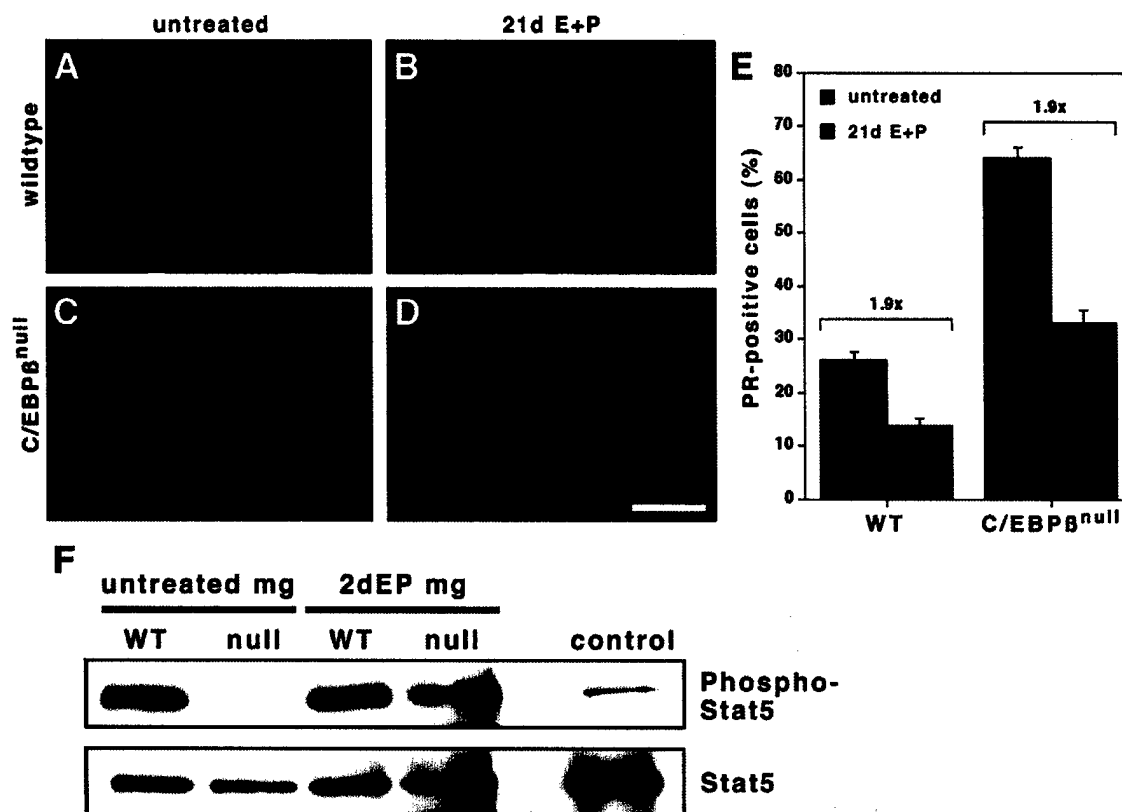 untreated
21d E+P
wildtype
C/EBPβnull
A
B
C
D
E
PR-positive cells (%)
80
70
60
50
40
30
20
10
0
untreated
21d E+P
1.9x
1.9x
WT
C/EBPβnull
F
untreated mg
2dEP mg
WT
null
WT
null
control
Phospho-
Stat5
Stat5